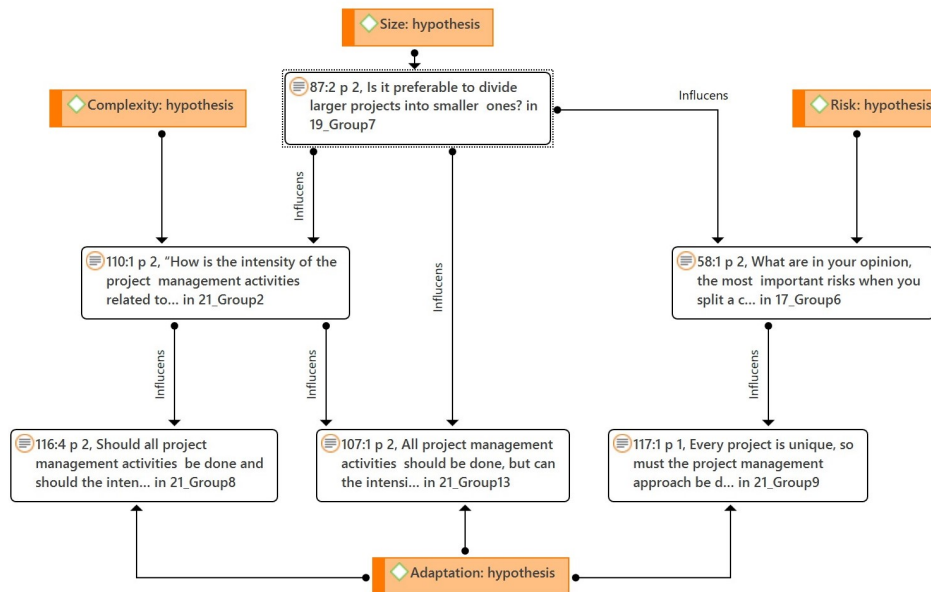 Size: hypothesis
87:2 p 2, Is it preferable to divide
larger projects into smaller ones? in
19_Group7
Influcens
Complexity: hypothesis
Risk: hypothesis
Influcens
110:1 p 2, “How is the intensity of the
project management activities
related to... in 21_Group2
Influcens
58:1 p 2, What are in your opinion,
the most important risks when you
split a c... in 17_Group6
Influcens
Influcens
Influcens
116:4 p 2, Should all project
management activities be done and
should the inten... in 21_Group8
107:1 p 2, All project management
activities should be done, but can
the intensi... in 21_Group13
117:1 p 1, Every project is unique, so
must the project management
approach be d... in 21_Group9
Adaptation: hypothesis